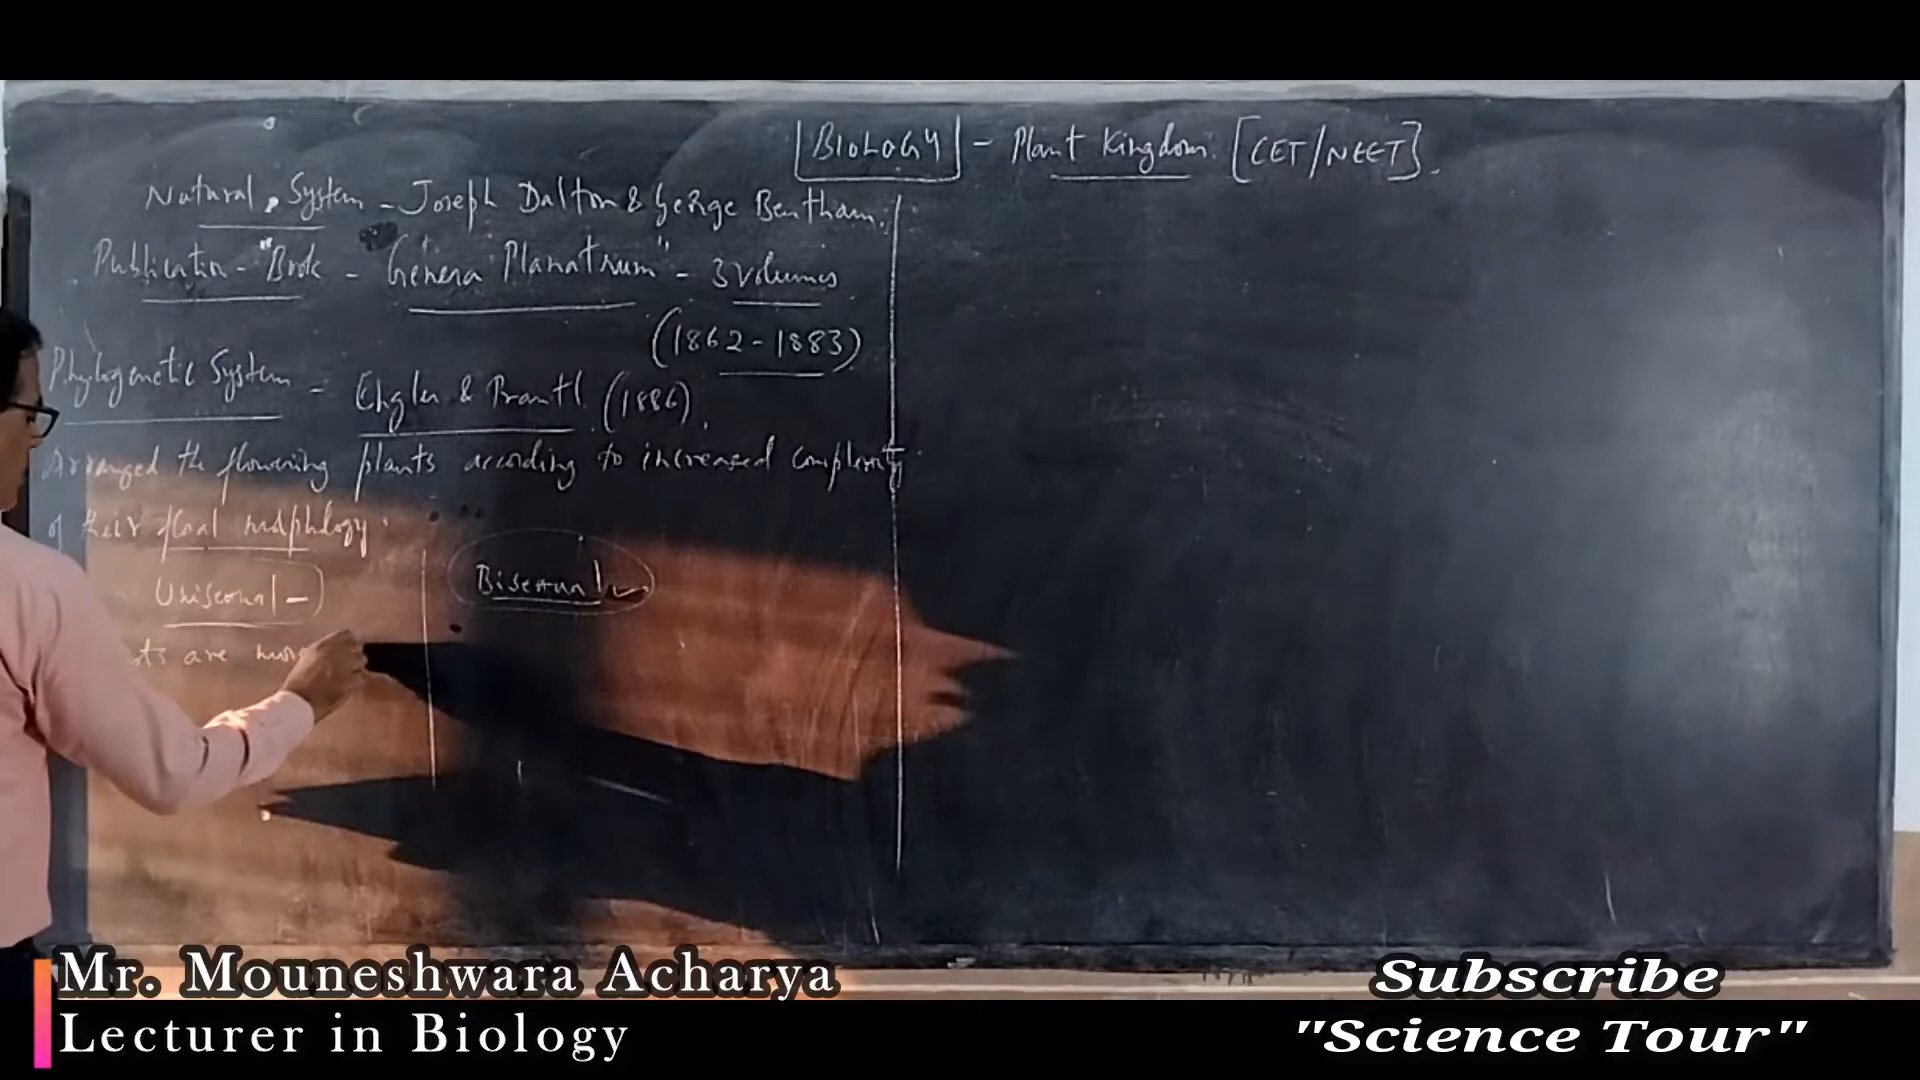 BIOLOGY - Plant Kingdom. [CET/NEET].
Natural System - Joseph Dalton & George Bentham.
Publication - Book - "Genera Planatrum" - 3 Volumes
(1862 - 1883)
Phylogenetic System - Engler & Prantl. (1886).
Arranged the flowering plants according to increased complexity
of their floal morphology.
Unisexual - Bisexual
are more
Mr. Mouneshwara Acharya
Lecturer in Biology
Subscribe
"Science Tour"